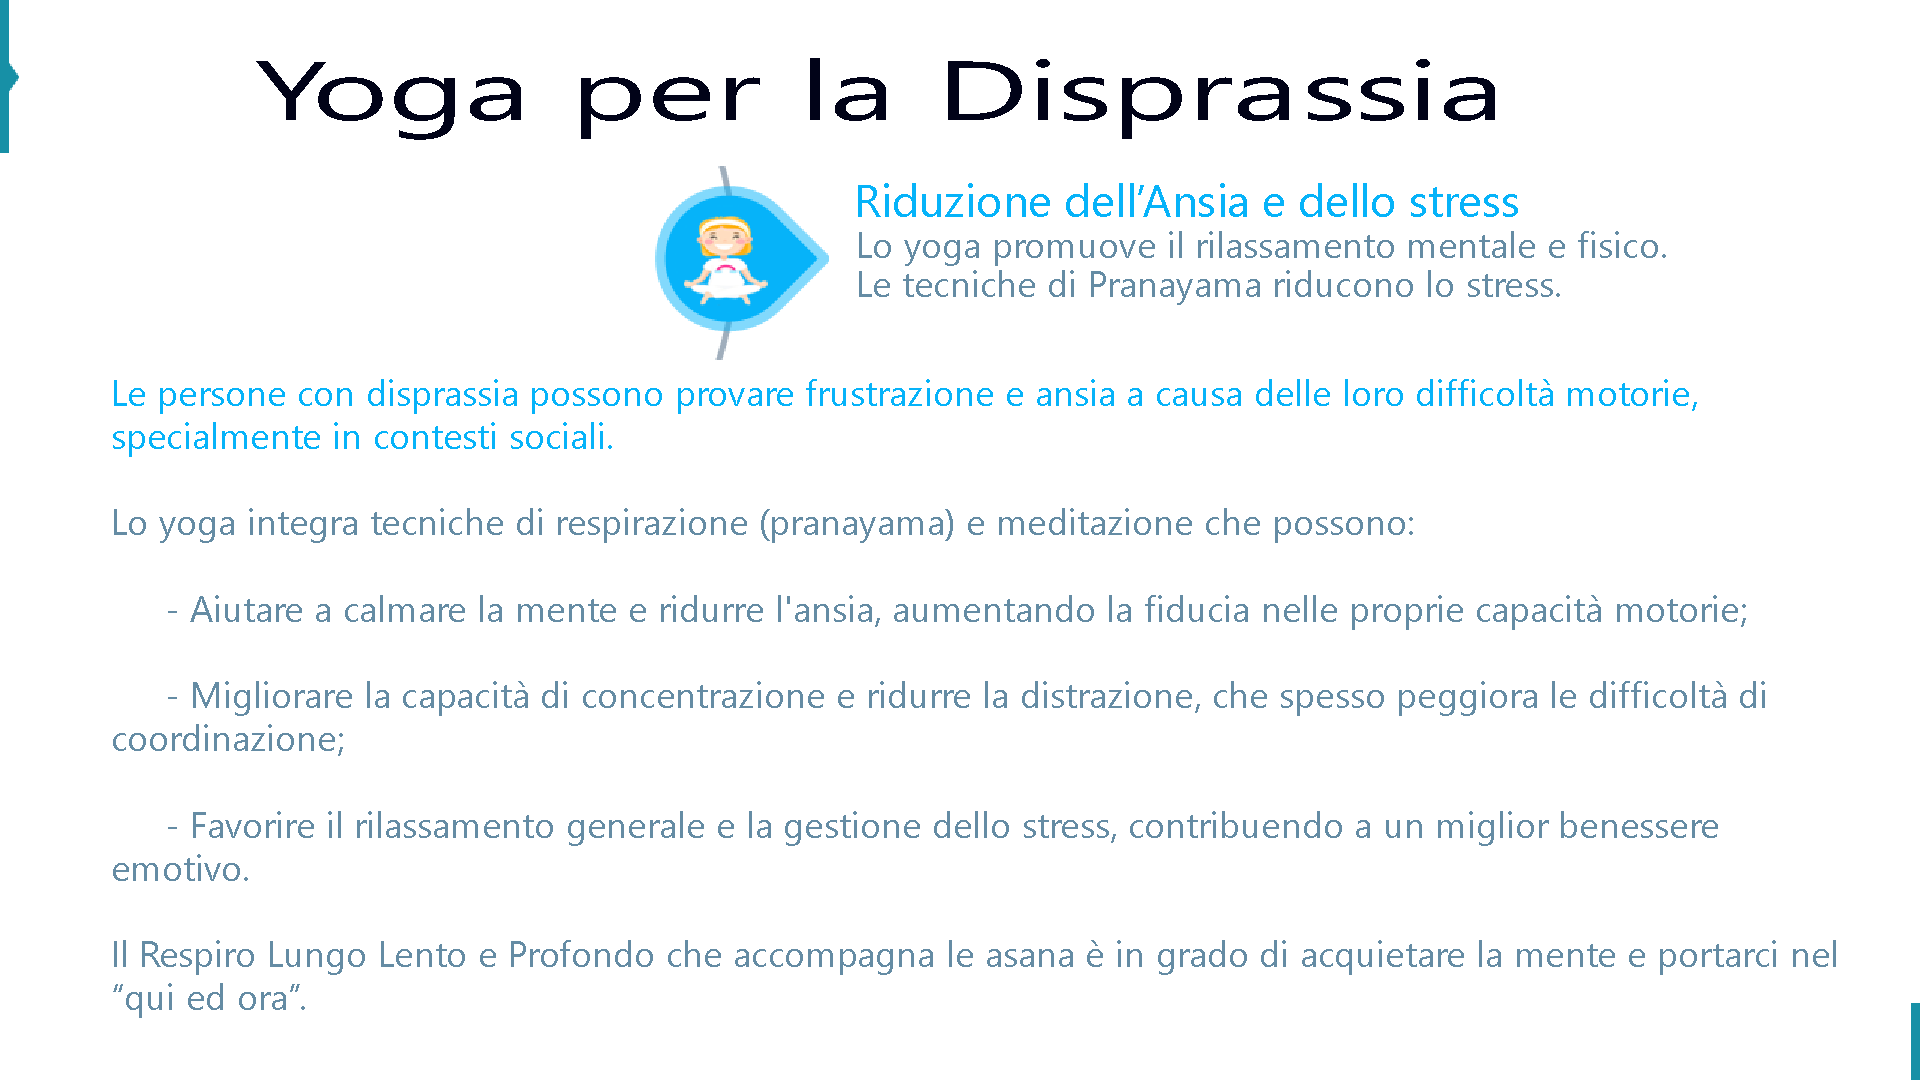 Yoga per la Disprassia
Riduzione dell’Ansia e dello stress
Lo yoga promuove il rilassamento mentale e fisico.
Le tecniche di Pranayama riducono lo stress.
Le persone con disprassia possono provare frustrazione e ansia a causa delle loro difficoltà motorie,
specialmente in contesti sociali.
Lo yoga integra tecniche di respirazione (pranayama) e meditazione che possono:
- Aiutare a calmare la mente e ridurre l'ansia, aumentando la fiducia nelle proprie capacità motorie;
- Migliorare la capacità di concentrazione e ridurre la distrazione, che spesso peggiora le difficoltà di
coordinazione;
- Favorire il rilassamento generale e la gestione dello stress, contribuendo a un miglior benessere
emotivo.
Il Respiro Lungo Lento e Profondo che accompagna le asana è in grado di acquietare la mente e portarci nel
“qui ed ora”.